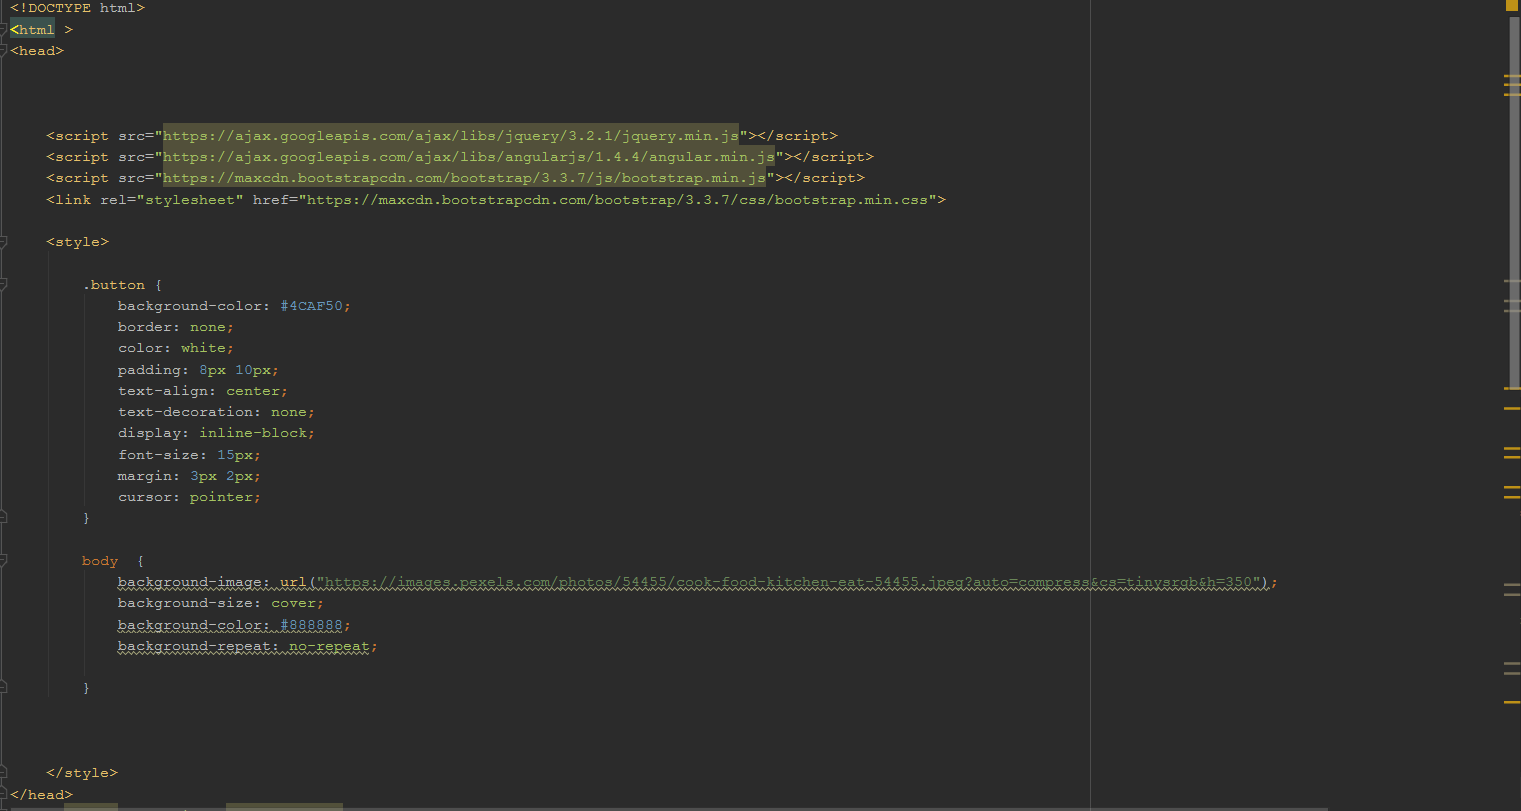 <!DOCTYPE html>
<html >
<head>
<script src="https://ajax.googleapis.com/ajax/libs/jquery/3.2.1/jquery.min.js"></script>
<script src="https://ajax.googleapis.com/ajax/libs/angularjs/1.4.4/angular.min.js"></script>
<script src="https://maxcdn.bootstrapcdn.com/bootstrap/3.3.7/js/bootstrap.min.js"></script>
<link rel="stylesheet" href="https://maxcdn.bootstrapcdn.com/bootstrap/3.3.7/css/bootstrap.min.css">
<style>
.button {
background-color: #4CAF50;
border: none;
color: white;
padding: 8px 10px;
text-align: center;
text-decoration: none;
display: inline-block;
font-size: 15px;
margin: 3px 2px;
cursor: pointer;
}
body  {
background-image: url("https://images.pexels.com/photos/54455/cook-food-kitchen-eat-54455.jpeg?auto=compress&cs=tinysrgb&h=350");
background-size: cover;
background-color: #888888;
background-repeat: no-repeat;
}
</style>
</head>